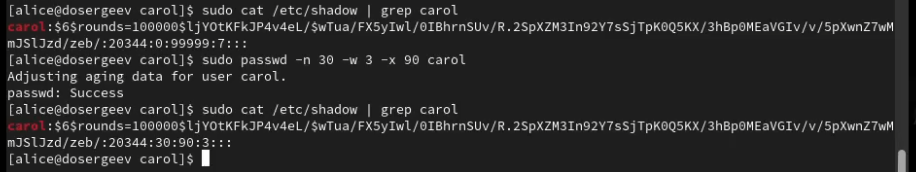 [alice@dosergeev carol]$ sudo cat /etc/shadow | grep carol
carol:$6$rounds=100000$ljYOtKFkJP4v4eL/$wTua/FX5yIwl/0IBhrnSUv/R.2SpXZM3In92Y7sSjTpK0Q5KX/3hBp0MEaVGIv/v/5pXwnZ7wM
mJSlJzd/zeb/:20344:0:99999:7:::
[alice@dosergeev carol]$ sudo passwd -n 30 -w 3 -x 90 carol
Adjusting aging data for user carol.
passwd: Success
[alice@dosergeev carol]$ sudo cat /etc/shadow | grep carol
carol:$6$rounds=100000$ljYOtKFkJP4v4eL/$wTua/FX5yIwl/0IBhrnSUv/R.2SpXZM3In92Y7sSjTpK0Q5KX/3hBp0MEaVGIv/v/5pXwnZ7wM
mJSlJzd/zeb/:20344:30:90:3:::
[alice@dosergeev carol]$